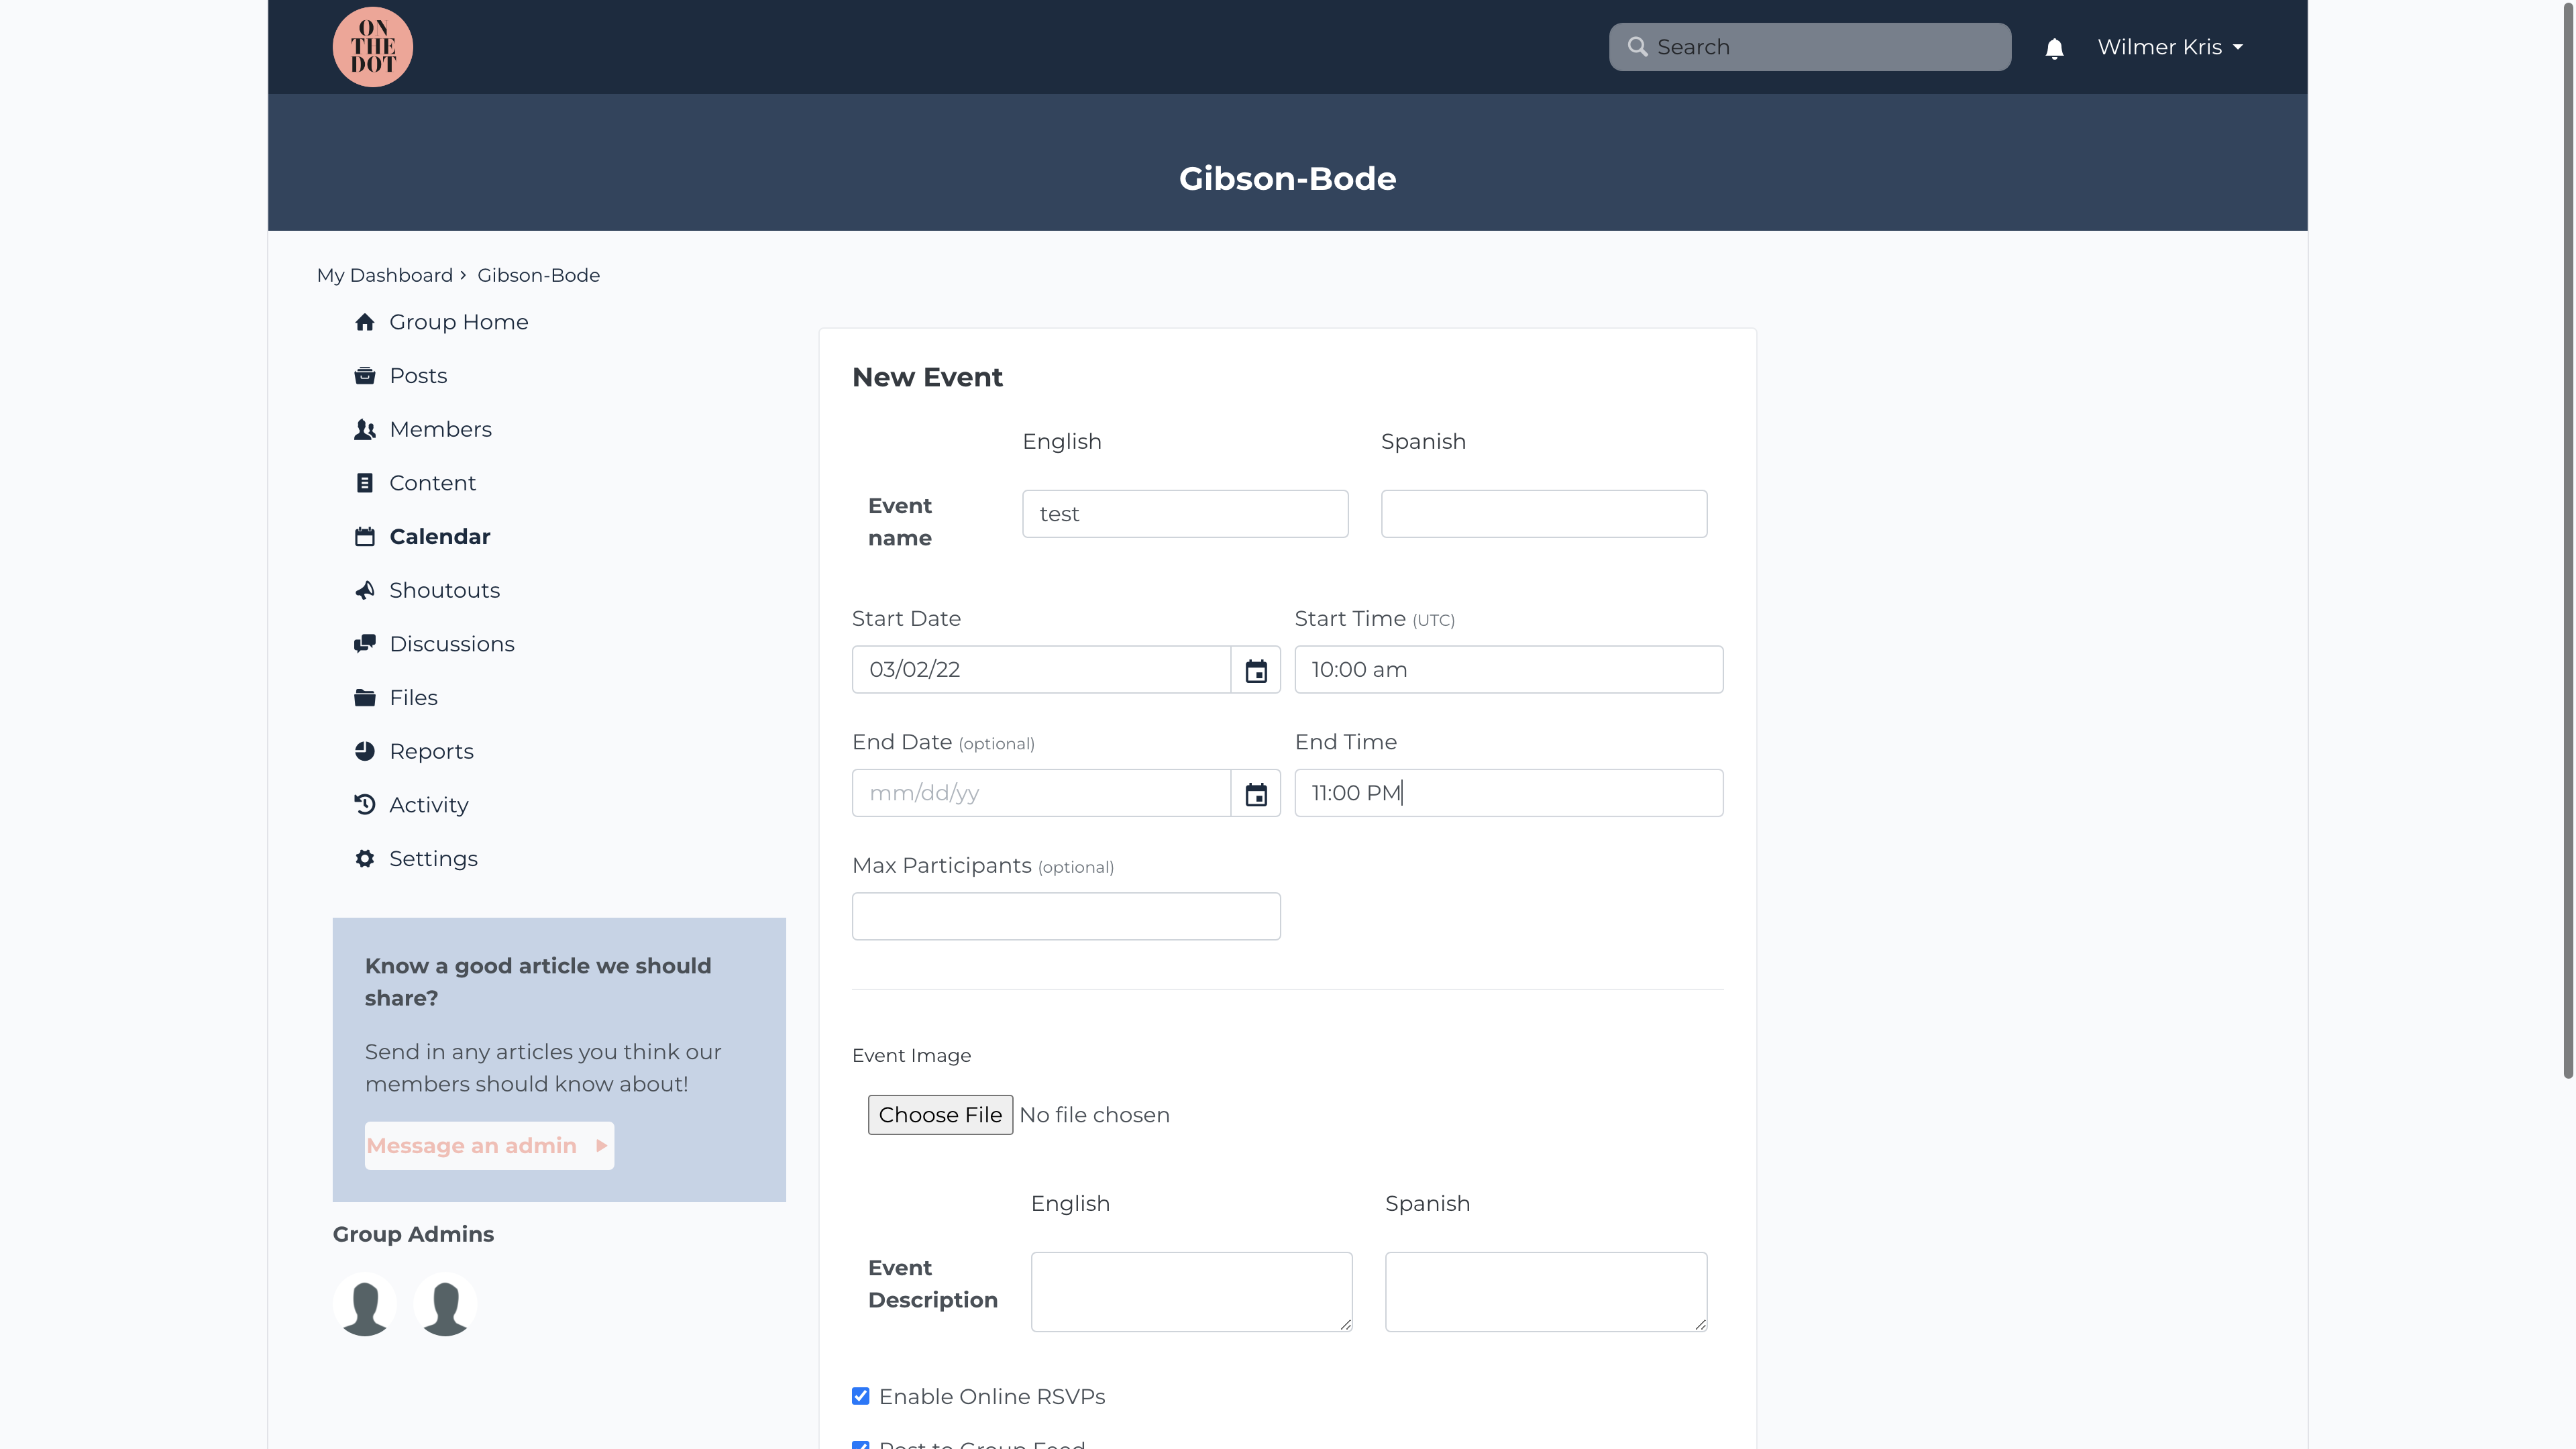 ON
THE
DOT
Search
Wilmer Kris
Gibson-Bode
My Dashboard › Gibson-Bode
Group Home
Posts
Members
Content
Calendar
Shoutouts
Discussions
Files
Reports
Activity
Settings
Know a good article we should
share?
Send in any articles you think our
members should know about!
Message an admin
Group Admins
New Event
English Spanish
Event
name
test
Start Date
Start Time (UTC)
03/02/22
10:00 am
End Date (optional)
End Time
mm/dd/yy
11:00 PM
Max Participants (optional)
Event Image
Choose File No file chosen
English Spanish
Event
Description
Enable Online RSVPs
Post to Group Feed